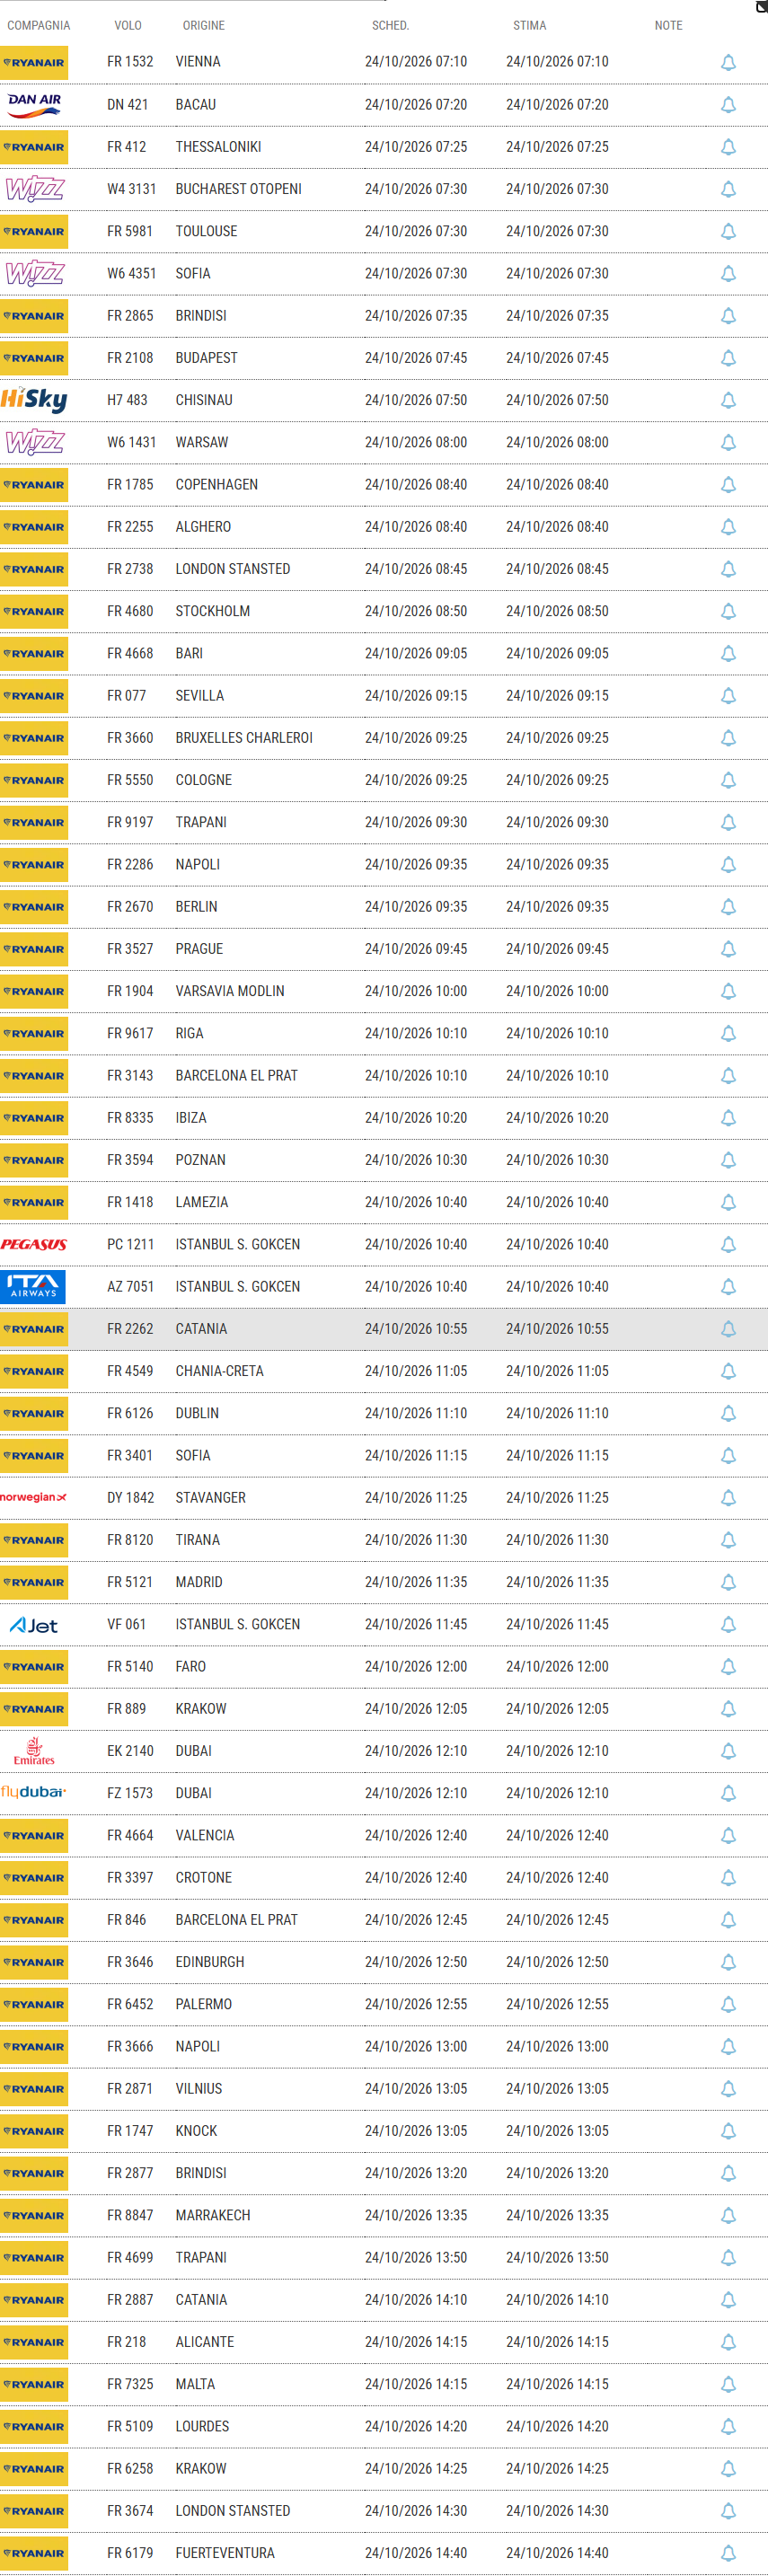 COMPAGNIA VOLO ORIGINE SCHED. STIMA NOTE
RYANAIR FR 1532 VIENNA 24/10/2026 07:10 24/10/2026 07:10
DAN AIR DN 421 BACAU 24/10/2026 07:20 24/10/2026 07:20
RYANAIR FR 412 THESSALONIKI 24/10/2026 07:25 24/10/2026 07:25
WIZZ W4 3131 BUCHAREST OTOPENI 24/10/2026 07:30 24/10/2026 07:30
RYANAIR FR 5981 TOULOUSE 24/10/2026 07:30 24/10/2026 07:30
WIZZ W6 4351 SOFIA 24/10/2026 07:30 24/10/2026 07:30
RYANAIR FR 2865 BRINDISI 24/10/2026 07:35 24/10/2026 07:35
RYANAIR FR 2108 BUDAPEST 24/10/2026 07:45 24/10/2026 07:45
HiSky H7 483 CHISINAU 24/10/2026 07:50 24/10/2026 07:50
WIZZ W6 1431 WARSAW 24/10/2026 08:00 24/10/2026 08:00
RYANAIR FR 1785 COPENHAGEN 24/10/2026 08:40 24/10/2026 08:40
RYANAIR FR 2255 ALGHERO 24/10/2026 08:40 24/10/2026 08:40
RYANAIR FR 2738 LONDON STANSTED 24/10/2026 08:45 24/10/2026 08:45
RYANAIR FR 4680 STOCKHOLM 24/10/2026 08:50 24/10/2026 08:50
RYANAIR FR 4668 BARI 24/10/2026 09:05 24/10/2026 09:05
RYANAIR FR 077 SEVILLA 24/10/2026 09:15 24/10/2026 09:15
RYANAIR FR 3660 BRUXELLES CHARLEROI 24/10/2026 09:25 24/10/2026 09:25
RYANAIR FR 5550 COLOGNE 24/10/2026 09:25 24/10/2026 09:25
RYANAIR FR 9197 TRAPANI 24/10/2026 09:30 24/10/2026 09:30
RYANAIR FR 2286 NAPOLI 24/10/2026 09:35 24/10/2026 09:35
RYANAIR FR 2670 BERLIN 24/10/2026 09:35 24/10/2026 09:35
RYANAIR FR 3527 PRAGUE 24/10/2026 09:45 24/10/2026 09:45
RYANAIR FR 1904 VARSAVIA MODLIN 24/10/2026 10:00 24/10/2026 10:00
RYANAIR FR 9617 RIGA 24/10/2026 10:10 24/10/2026 10:10
RYANAIR FR 3143 BARCELONA EL PRAT 24/10/2026 10:10 24/10/2026 10:10
RYANAIR FR 8335 IBIZA 24/10/2026 10:20 24/10/2026 10:20
RYANAIR FR 3594 POZNAN 24/10/2026 10:30 24/10/2026 10:30
RYANAIR FR 1418 LAMEZIA 24/10/2026 10:40 24/10/2026 10:40
PEGASUS PC 1211 ISTANBUL S. GOKCEN 24/10/2026 10:40 24/10/2026 10:40
ITA AIRWAYS AZ 7051 ISTANBUL S. GOKCEN 24/10/2026 10:40 24/10/2026 10:40
RYANAIR FR 2262 CATANIA 24/10/2026 10:55 24/10/2026 10:55
RYANAIR FR 4549 CHANIA-CRETA 24/10/2026 11:05 24/10/2026 11:05
RYANAIR FR 6126 DUBLIN 24/10/2026 11:10 24/10/2026 11:10
RYANAIR FR 3401 SOFIA 24/10/2026 11:15 24/10/2026 11:15
norwegian DY 1842 STAVANGER 24/10/2026 11:25 24/10/2026 11:25
RYANAIR FR 8120 TIRANA 24/10/2026 11:30 24/10/2026 11:30
RYANAIR FR 5121 MADRID 24/10/2026 11:35 24/10/2026 11:35
AJet VF 061 ISTANBUL S. GOKCEN 24/10/2026 11:45 24/10/2026 11:45
RYANAIR FR 5140 FARO 24/10/2026 12:00 24/10/2026 12:00
RYANAIR FR 889 KRAKOW 24/10/2026 12:05 24/10/2026 12:05
Emirates EK 2140 DUBAI 24/10/2026 12:10 24/10/2026 12:10
flydubai FZ 1573 DUBAI 24/10/2026 12:10 24/10/2026 12:10
RYANAIR FR 4664 VALENCIA 24/10/2026 12:40 24/10/2026 12:40
RYANAIR FR 3397 CROTONE 24/10/2026 12:40 24/10/2026 12:40
RYANAIR FR 846 BARCELONA EL PRAT 24/10/2026 12:45 24/10/2026 12:45
RYANAIR FR 3646 EDINBURGH 24/10/2026 12:50 24/10/2026 12:50
RYANAIR FR 6452 PALERMO 24/10/2026 12:55 24/10/2026 12:55
RYANAIR FR 3666 NAPOLI 24/10/2026 13:00 24/10/2026 13:00
RYANAIR FR 2871 VILNIUS 24/10/2026 13:05 24/10/2026 13:05
RYANAIR FR 1747 KNOCK 24/10/2026 13:05 24/10/2026 13:05
RYANAIR FR 2877 BRINDISI 24/10/2026 13:20 24/10/2026 13:20
RYANAIR FR 8847 MARRAKECH 24/10/2026 13:35 24/10/2026 13:35
RYANAIR FR 4699 TRAPANI 24/10/2026 13:50 24/10/2026 13:50
RYANAIR FR 2887 CATANIA 24/10/2026 14:10 24/10/2026 14:10
RYANAIR FR 218 ALICANTE 24/10/2026 14:15 24/10/2026 14:15
RYANAIR FR 7325 MALTA 24/10/2026 14:15 24/10/2026 14:15
RYANAIR FR 5109 LOURDES 24/10/2026 14:20 24/10/2026 14:20
RYANAIR FR 6258 KRAKOW 24/10/2026 14:25 24/10/2026 14:25
RYANAIR FR 3674 LONDON STANSTED 24/10/2026 14:30 24/10/2026 14:30
RYANAIR FR 6179 FUERTEVENTURA 24/10/2026 14:40 24/10/2026 14:40